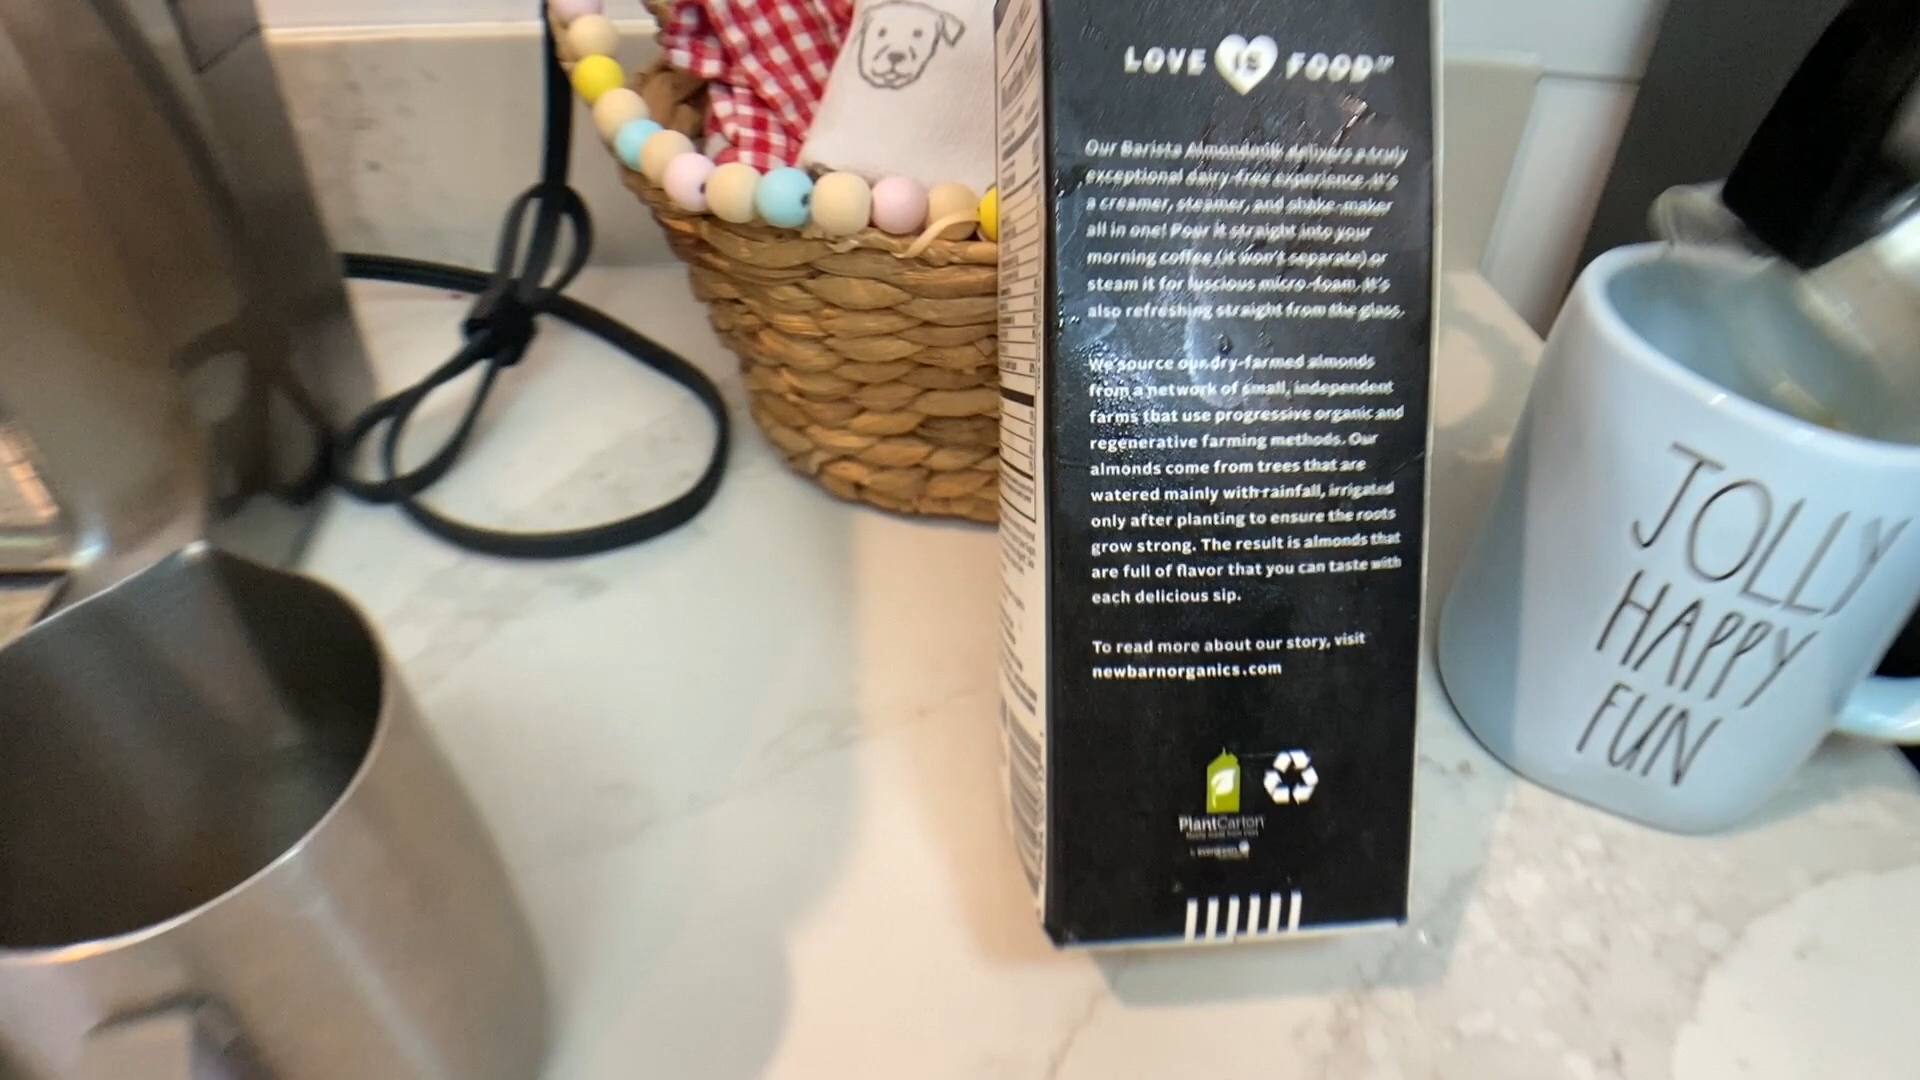 LOVE IS FOOD
Our Barista Almondmilk delivers a truly
exceptional dairy-free experience. It's
a creamer, steamer, and shake-maker
all in one! Pour it straight into your
morning coffee (it won't separate) or
steam it for luscious micro-foam. It's
also refreshing straight from the glass.
We source our dry-farmed almonds
from a network of small, independent
farms that use progressive organic and
regenerative farming methods. Our
almonds come from trees that are
watered mainly with rainfall, irrigated
only after planting to ensure the roots
grow strong. The result is almonds that
are full of flavor that you can taste with
each delicious sip.
To read more about our story, visit
newbarnorganics.com
PlantCarton
evergreen
JOLLY
HAPPY
FUN